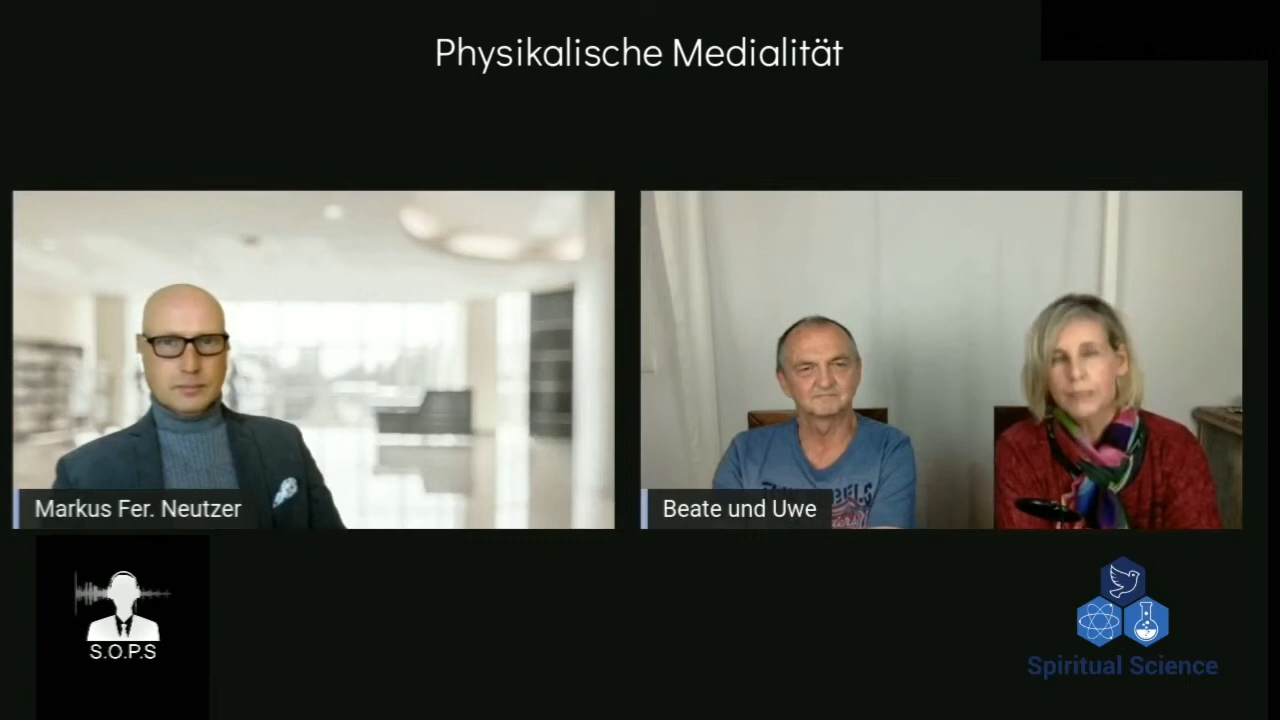 Physikalische Medialität
Markus Fer. Neutzer
Beate und Uwe
S.O.P.S
Spiritual Science